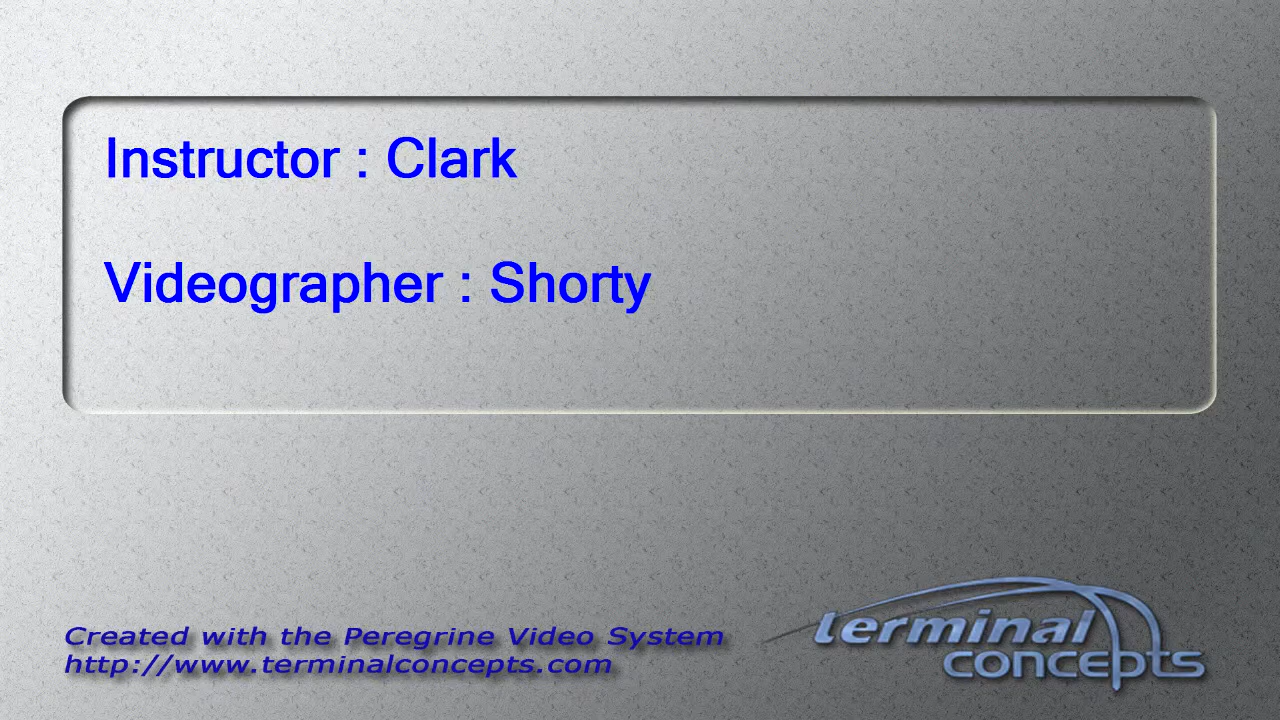 Instructor : Clark
Videographer : Shorty
Created with the Peregrine Video System
http://www.terminalconcepts.com
terminal
concepts